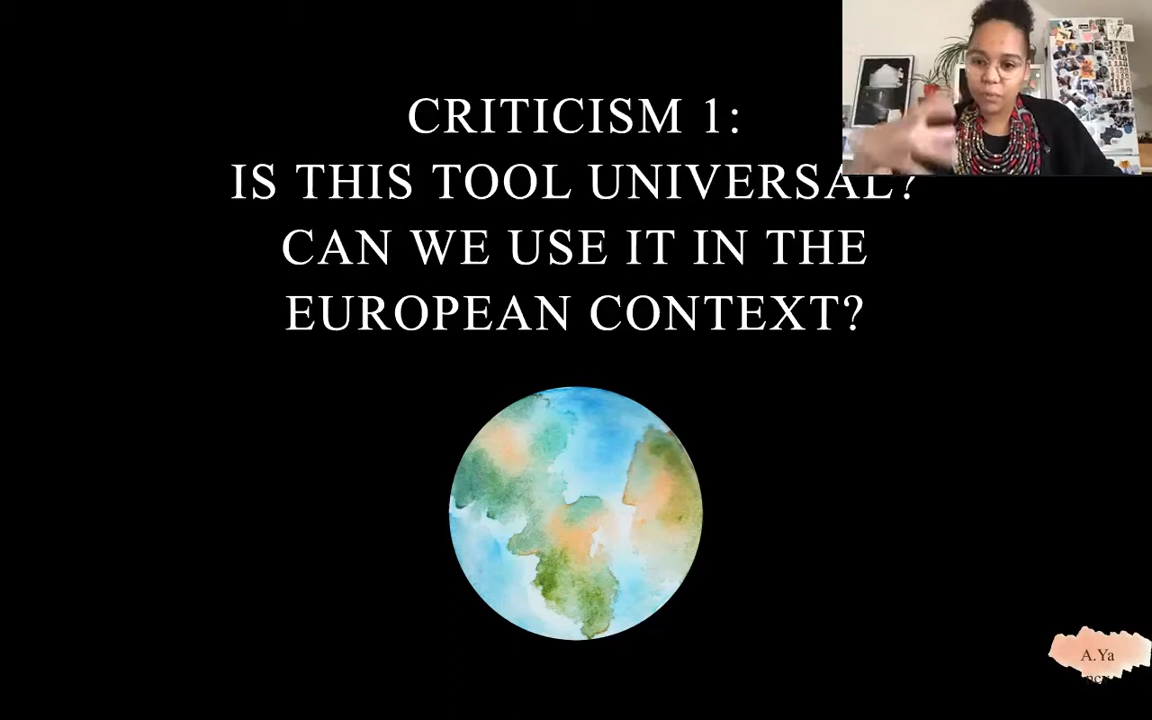 CRITICISM 1:
IS THIS TOOL UNIVERSAL?
CAN WE USE IT IN THE
EUROPEAN CONTEXT?
A.Ya